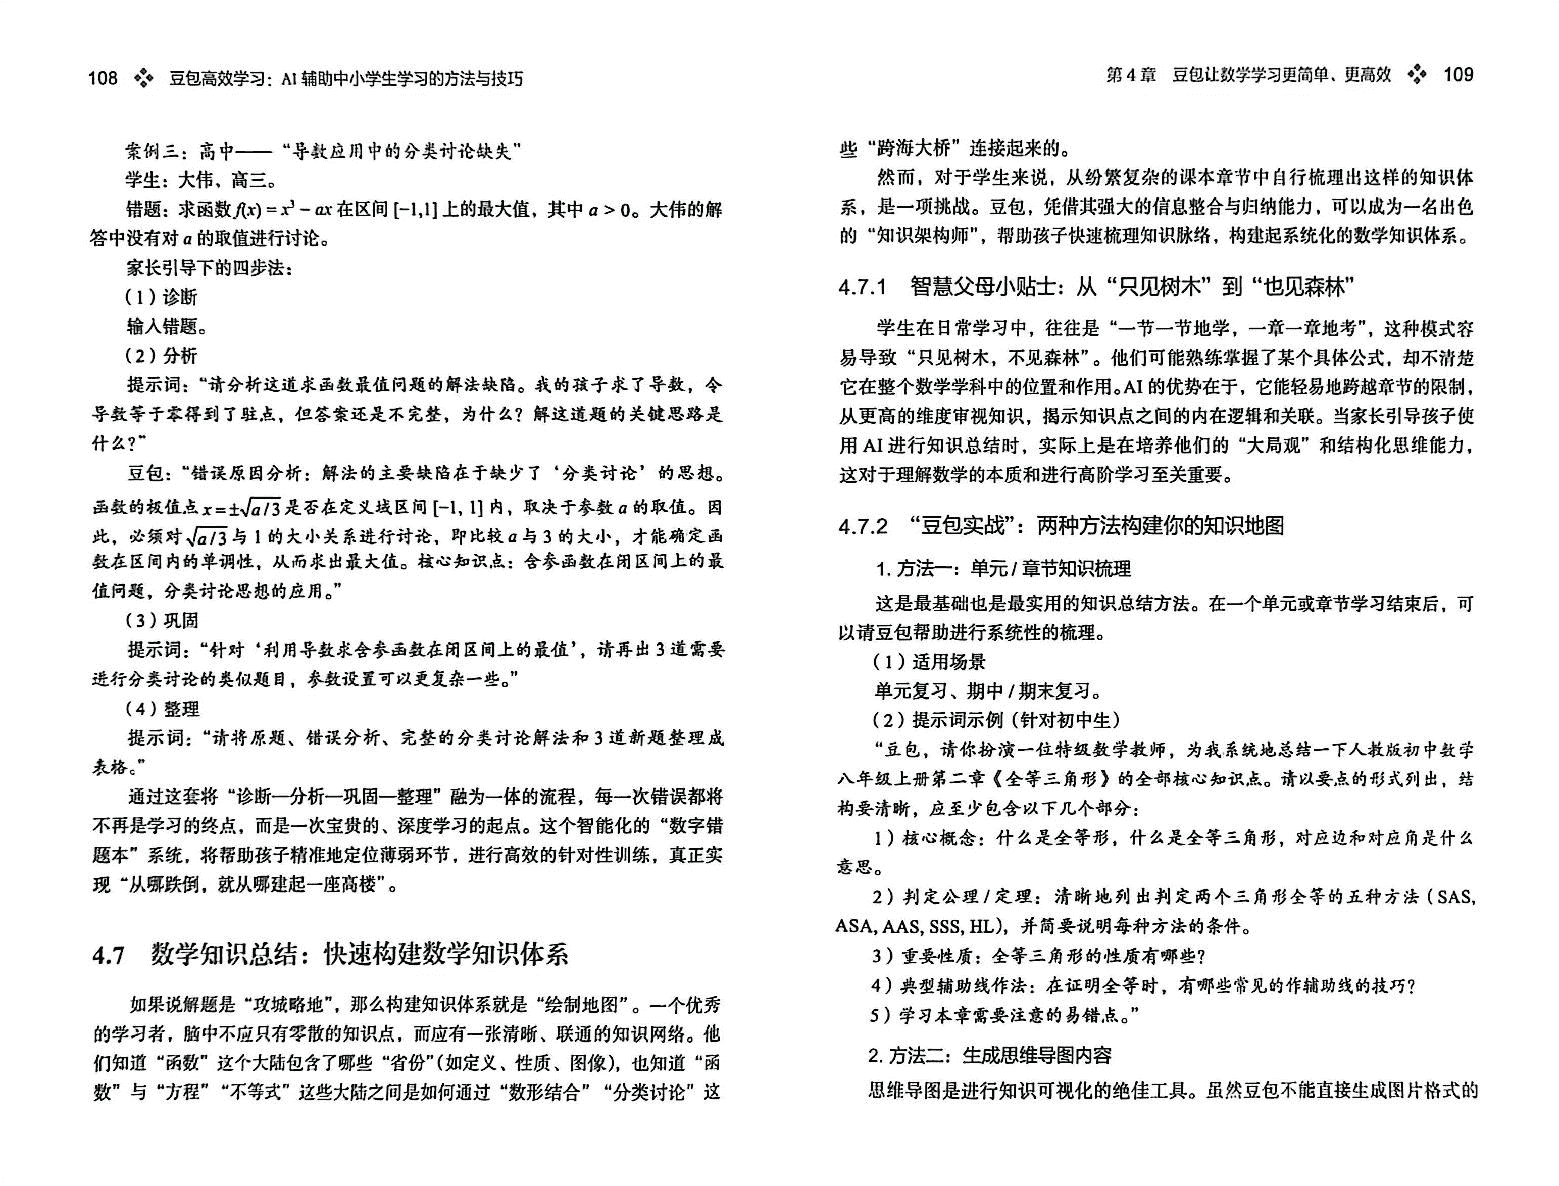 108 豆包高效学习：AI 辅助中小学生学习的方法与技巧
案例三：高中——“导数应用中的分类讨论缺失”
学生：大伟，高三。
错题：求函数 f(x) = x³ − ax 在区间 [−1,1] 上的最大值，其中 a > 0。大伟的解
答中没有对 a 的取值进行讨论。
家长引导下的四步法：
（1）诊断
输入错题。
（2）分析
提示词：“请分析这道求函数最值问题的解法缺陷。我的孩子求了导数，令
导数等于零得到了驻点，但答案还是不完整，为什么？解这道题的关键思路是
什么？”
豆包：“错误原因分析：解法的主要缺陷在于缺少了‘分类讨论’的思想。
函数的极值点 x=±√a/3 是否在定义域区间 [−1, 1] 内，取决于参数 a 的取值。因
此，必须对 √a/3 与 1 的大小关系进行讨论，即比较 a 与 3 的大小，才能确定函
数在区间内的单调性，从而求出最大值。核心知识点：含参函数在闭区间上的最
值问题，分类讨论思想的应用。”
（3）巩固
提示词：“针对‘利用导数求含参函数在闭区间上的最值’，请再出 3 道需要
进行分类讨论的类似题目，参数设置可以更复杂一些。”
（4）整理
提示词：“请将原题、错误分析、完整的分类讨论解法和 3 道新题整理成
表格。”
通过这套将“诊断—分析—巩固—整理”融为一体的流程，每一次错误都将
不再是学习的终点，而是一次宝贵的、深度学习的起点。这个智能化的“数字错
题本”系统，将帮助孩子精准地定位薄弱环节，进行高效的针对性训练，真正实
现“从哪跌倒，就从哪建起一座高楼”。
4.7 数学知识总结：快速构建数学知识体系
如果说解题是“攻城略地”，那么构建知识体系就是“绘制地图”。一个优秀
的学习者，脑中不应只有零散的知识点，而应有一张清晰、联通的知识网络。他
们知道“函数”这个大陆包含了哪些“省份”（如定义、性质、图像），也知道“函
数”与“方程”“不等式”这些大陆之间是如何通过“数形结合”“分类讨论”这
第 4 章 豆包让数学学习更简单、更高效 109
些“跨海大桥”连接起来的。
然而，对于学生来说，从纷繁复杂的课本章节中自行梳理出这样的知识体
系，是一项挑战。豆包，凭借其强大的信息整合与归纳能力，可以成为一名出色
的“知识架构师”，帮助孩子快速梳理知识脉络，构建起系统化的数学知识体系。
4.7.1 智慧父母小贴士：从“只见树木”到“也见森林”
学生在日常学习中，往往是“一节一节地学，一章一章地考”，这种模式容
易导致“只见树木，不见森林”。他们可能熟练掌握了某个具体公式，却不清楚
它在整个数学学科中的位置和作用。AI 的优势在于，它能轻易地跨越章节的限制，
从更高的维度审视知识，揭示知识点之间的内在逻辑和关联。当家长引导孩子使
用 AI 进行知识总结时，实际上是在培养他们的“大局观”和结构化思维能力，
这对于理解数学的本质和进行高阶学习至关重要。
4.7.2 “豆包实战”：两种方法构建你的知识地图
1. 方法一：单元 / 章节知识梳理
这是最基础也是最实用的知识总结方法。在一个单元或章节学习结束后，可
以请豆包帮助进行系统性的梳理。
（1）适用场景
单元复习、期中 / 期末复习。
（2）提示词示例（针对初中生）
“豆包，请你扮演一位特级数学教师，为我系统地总结一下人教版初中数学
八年级上册第二章《全等三角形》的全部核心知识点。请以要点的形式列出，结
构要清晰，应至少包含以下几个部分：
1）核心概念：什么是全等形，什么是全等三角形，对应边和对应角是什么
意思。
2）判定公理 / 定理：清晰地列出判定两个三角形全等的五种方法（SAS,
ASA, AAS, SSS, HL），并简要说明每种方法的条件。
3）重要性质：全等三角形的性质有哪些？
4）典型辅助线作法：在证明全等时，有哪些常见的作辅助线的技巧？
5）学习本章需要注意的易错点。”
2. 方法二：生成思维导图内容
思维导图是进行知识可视化的绝佳工具。虽然豆包不能直接生成图片格式的